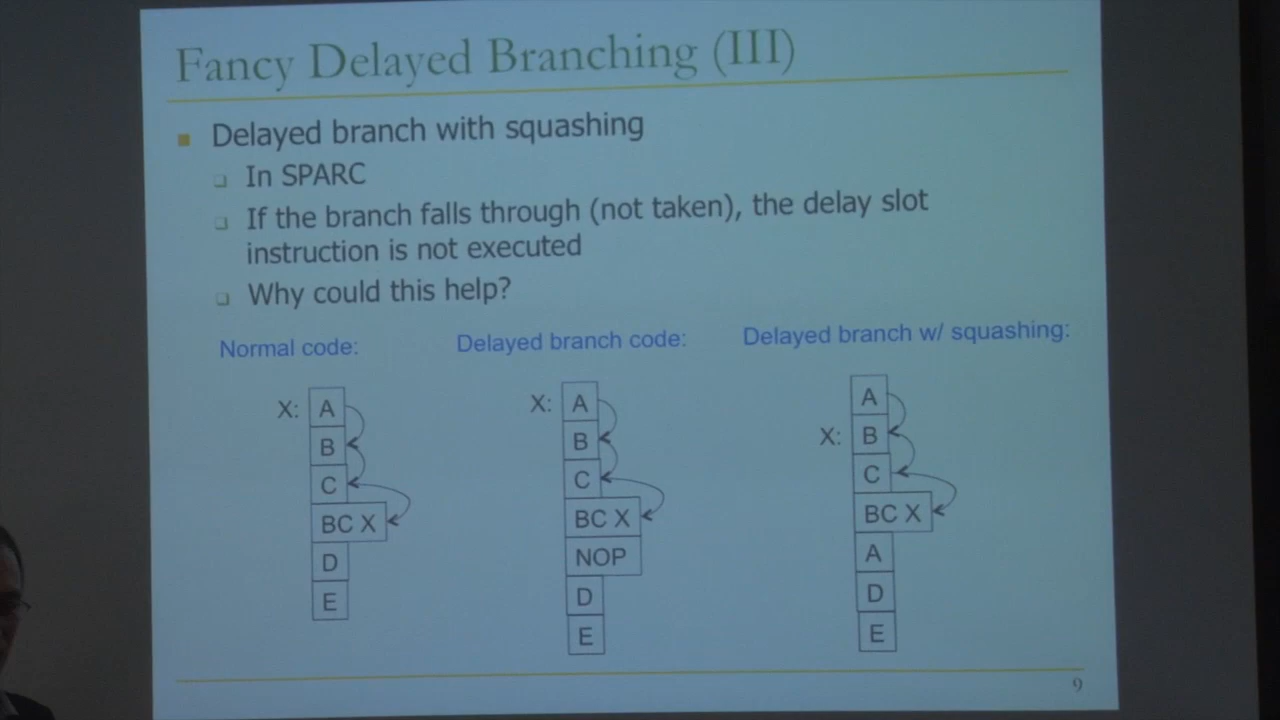 Fancy Delayed Branching (III)
Delayed branch with squashing
In SPARC
If the branch falls through (not taken), the delay slot
instruction is not executed
Why could this help?
Normal code:
X: A
B
C
BC X
D
E
Delayed branch code:
X: A
B
C
BC X
NOP
D
E
Delayed branch w/ squashing:
A
X: B
C
BC X
A
D
E
9